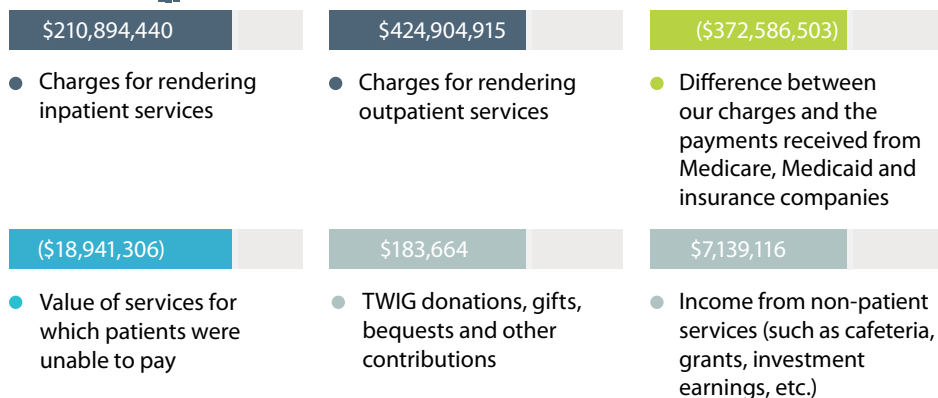 $210,894,440
Charges for rendering
inpatient services
$424,904,915
Charges for rendering
outpatient services
($372,586,503)
Difference between
our charges and the
payments received from
Medicare, Medicaid and
insurance companies
($18,941,306)
Value of services for
which patients were
unable to pay
$183,664
TWIG donations, gifts,
bequests and other
contributions
$7,139,116
Income from non-patient
services (such as cafeteria,
grants, investment
earnings, etc.)